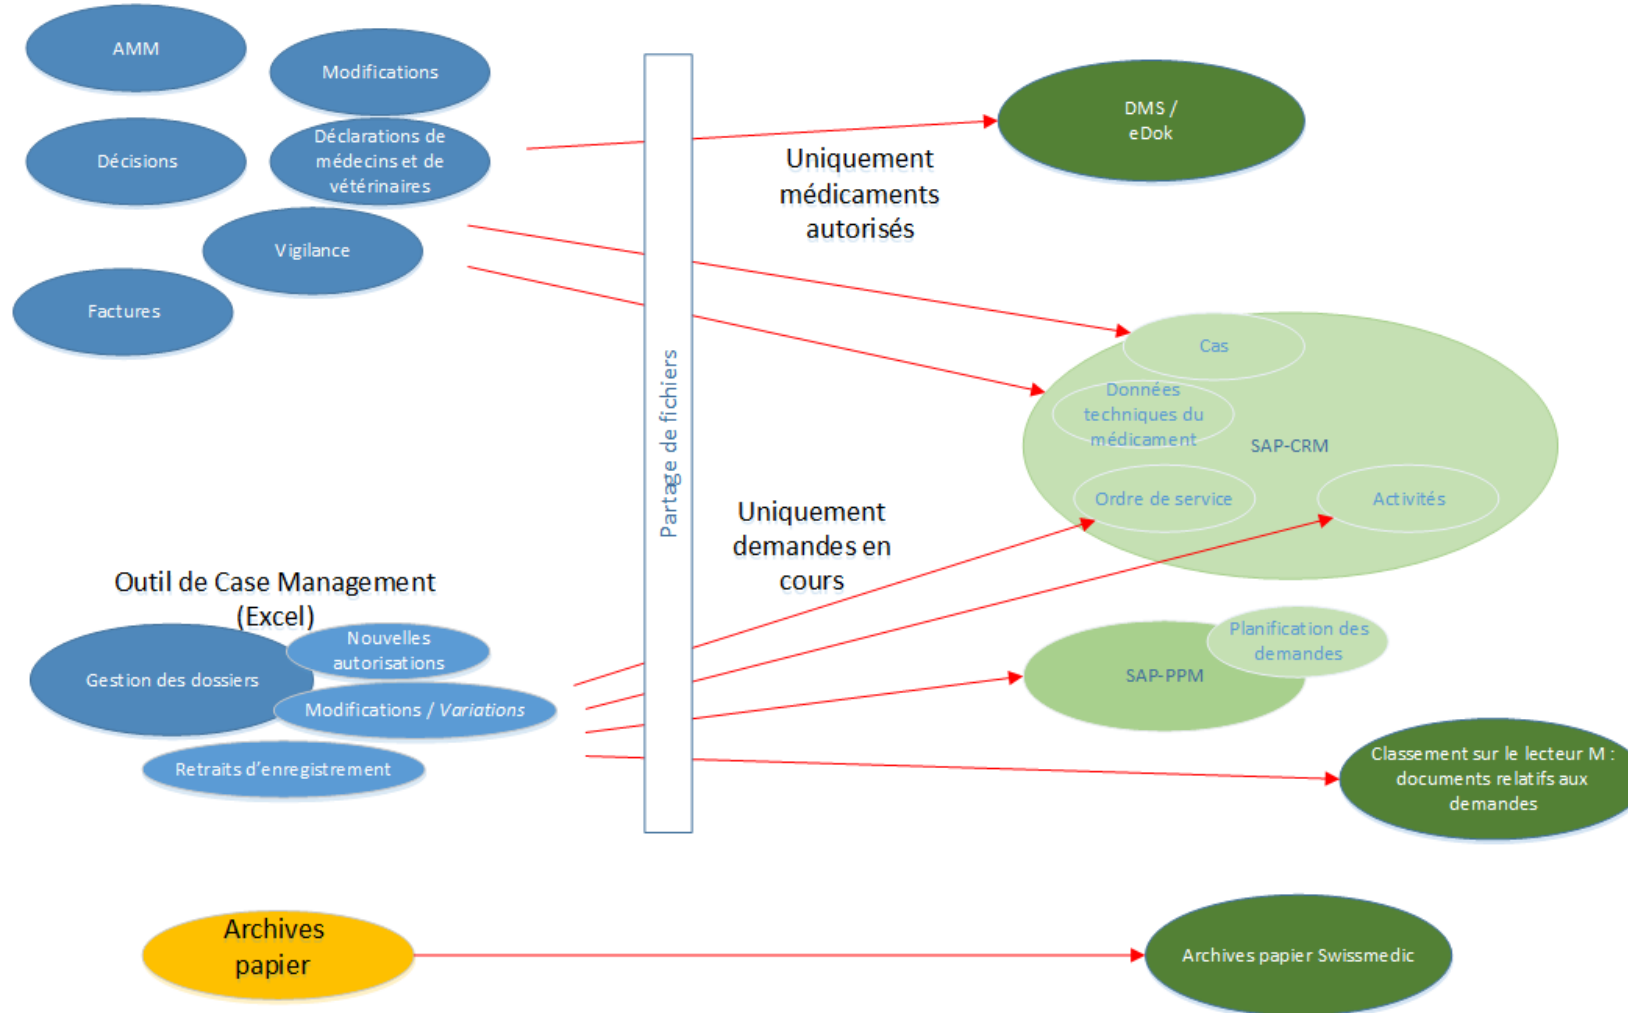 AMM
Modifications
Décisions
Déclarations de
médecins et de
vétérinaires
Vigilance
Factures
Partage de fichiers
Uniquement
médicaments
autorisés
DMS /
eDok
Cas
Données
techniques du
médicament
SAP-CRM
Ordre de service
Activités
Uniquement
demandes en
cours
Outil de Case Management
(Excel)
Nouvelles
autorisations
Gestion des dossiers
Modifications / Variations
Retraits d'enregistrement
Planification des
demandes
SAP-PPM
Classement sur le lecteur M :
documents relatifs aux
demandes
Archives
papier
Archives papier Swissmedic